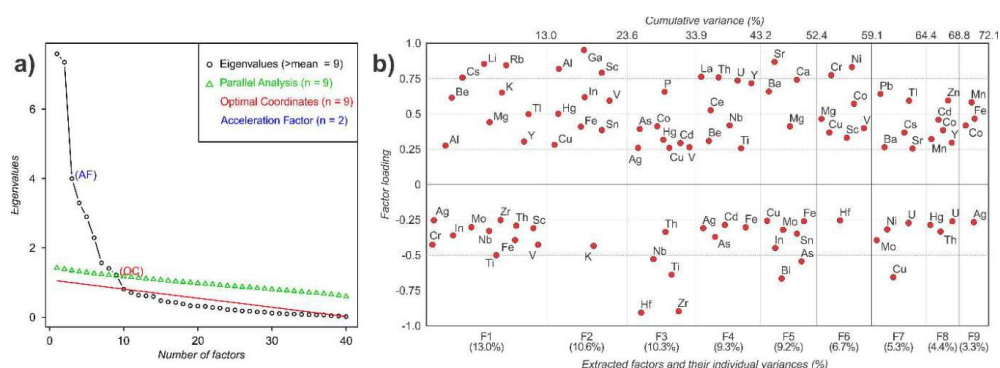 a)
Eigenvalues
6
4
2
0
(AF)
(OC)
Eigenvalues (>mean = 9)
Parallel Analysis (n = 9)
Optimal Coordinates (n = 9)
Acceleration Factor (n = 2)
0
10
20
30
40
Number of factors
b)
Cumulative variance (%)
13.0
23.6
33.9
43.2
52.4
59.1
64.4
68.8
72.1
Factor loading
1.0
0.75
0.5
0.25
0
-0.25
-0.50
-0.75
-1.0
Li
Rb
Cs
Be
K
Mg
Tl
Al
Y
Ag
Cr
In
Mo
Nb
Zr
Th
Sn
Fe
Ti
V
Ga
Al
Sc
In
V
Hg
Fe
Sn
Cu
K
P
As
Co
Hg
Cd
Ag
Cu
V
Th
Nb
Ti
Hf
Zr
La
Th
U
Y
Ce
Nb
Be
Ti
Ag
Cd
Fe
As
Sr
Ca
Ba
Mg
Cu
Mo
Fe
In
Sn
As
Bi
Ni
Cr
Cu
Mg
Cu
Sc
V
Hf
Pb
Tl
Cs
Ba
Sr
Ni
In
Mo
Cu
Zn
Cd
Co
Mn
Y
Hg
U
Th
Mn
Fe
Co
Ag
F1
(13.0%)
F2
(10.6%)
F3
(10.3%)
F4
(9.3%)
F5
(9.2%)
F6
(6.7%)
F7
(5.3%)
F8
(4.4%)
F9
(3.3%)
Extracted factors and their individual variances (%)